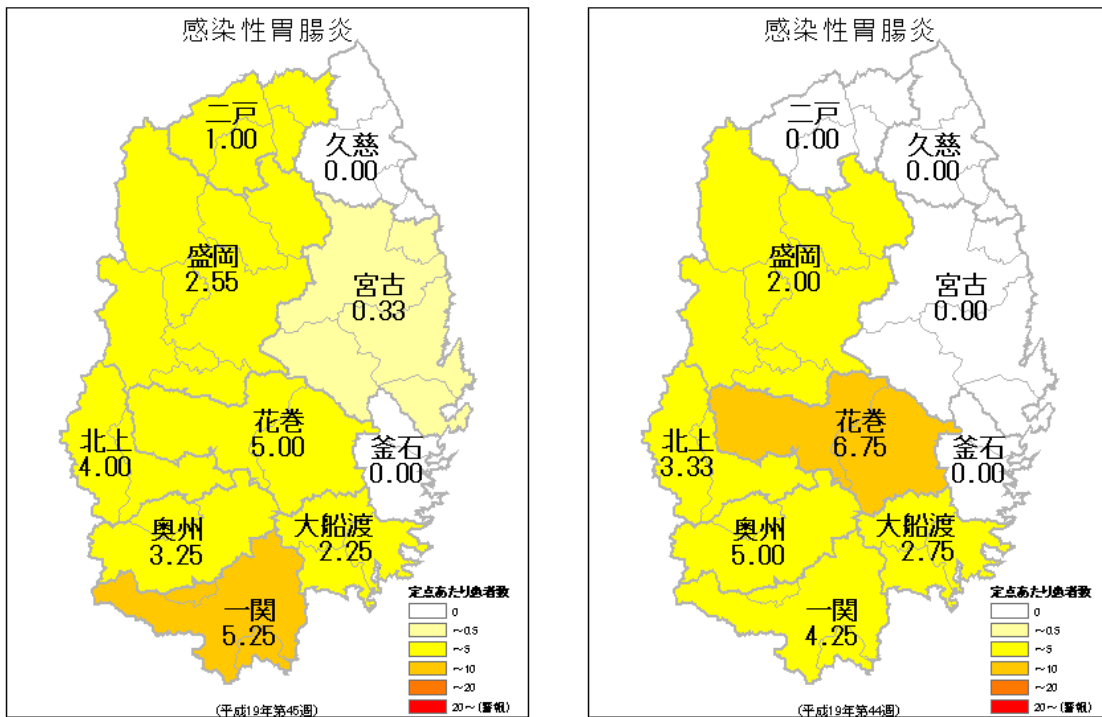 感染性胃腸炎
二戸
1.00
久慈
0.00
盛岡
2.55
宮古
0.33
花巻
5.00
北上
4.00
釜石
0.00
奥州
3.25
大船渡
2.25
一関
5.25
定点あたり患者数
0
～0.5
～5
～10
～20
20～(警報)
(平成19年第45週)
感染性胃腸炎
二戸
0.00
久慈
0.00
盛岡
2.00
宮古
0.00
花巻
6.75
北上
3.33
釜石
0.00
奥州
5.00
大船渡
2.75
一関
4.25
定点あたり患者数
0
～0.5
～5
～10
～20
20～(警報)
(平成19年第44週)